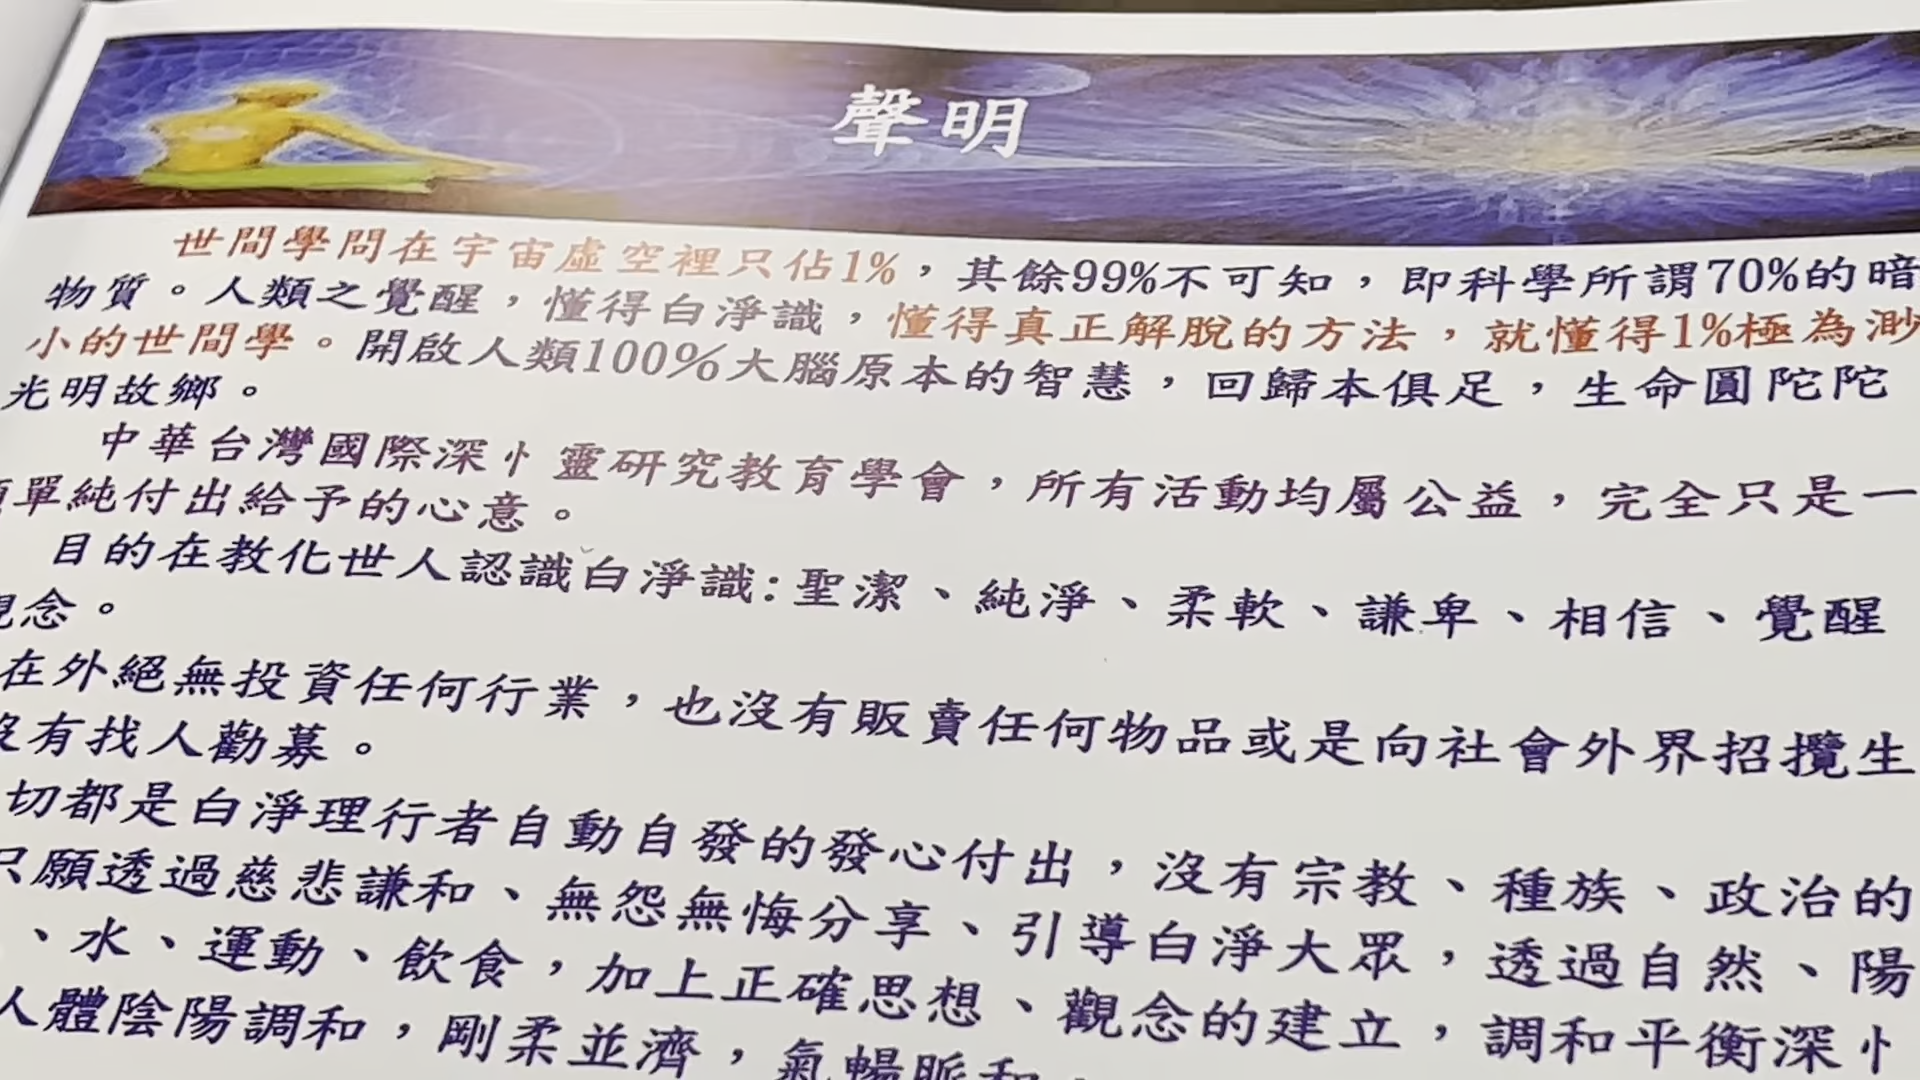 聲明
世間學問在宇宙虛空裡只佔1%，其餘99%不可知，即科學所謂70%的暗
物質。人類之覺醒，懂得白淨識，懂得真正解脫的方法，就懂得1%極為渺
小的世間學。開啟人類100%大腦原本的智慧，回歸本俱足，生命圓陀陀
光明故鄉。
中華台灣國際深忄靈研究教育學會，所有活動均屬公益，完全只是一
單純付出給予的心意。
目的在教化世人認識白淨識:聖潔、純淨、柔軟、謙卑、相信、覺醒
觀念。
在外絕無投資任何行業，也沒有販賣任何物品或是向社會外界招攬生
沒有找人勸募。
切都是白淨理行者自動自發的發心付出，沒有宗教、種族、政治的
只願透過慈悲謙和、無怨無悔分享、引導白淨大眾，透過自然、陽
、水、運動、飲食，加上正確思想、觀念的建立，調和平衡深忄
人體陰陽調和，剛柔並濟，氣暢脈和